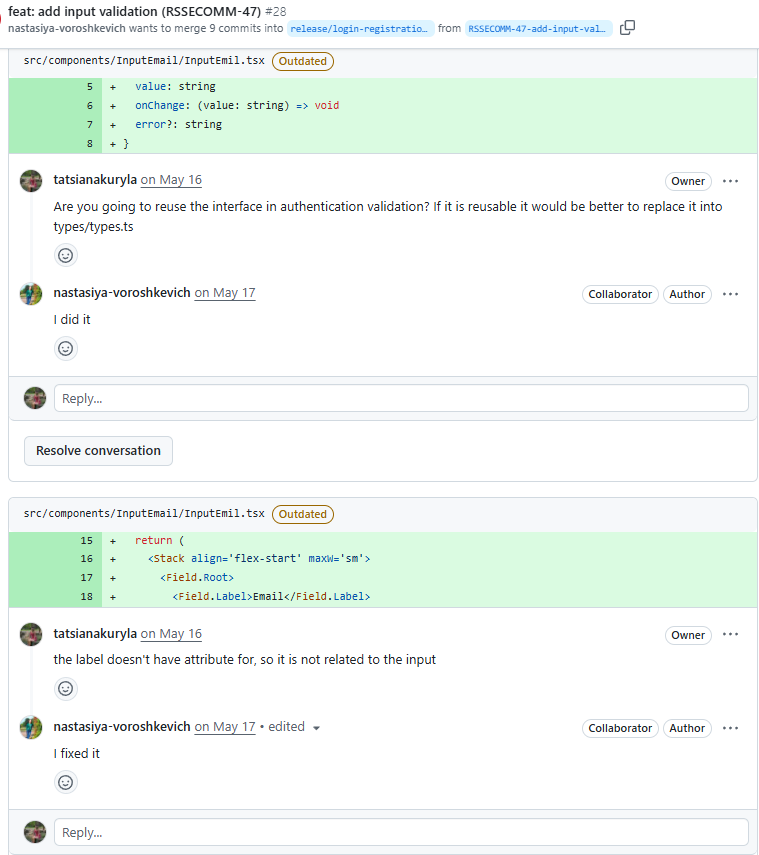 feat: add input validation (RSSECOMM-47) #28
nastasiya-voroshkevich wants to merge 9 commits into release/login-registratio… from RSSECOMM-47-add-input-val…
src/components/InputEmail/InputEmil.tsx Outdated
5 + value: string
6 + onChange: (value: string) => void
7 + error?: string
8 + }
tatsianakuryla on May 16 Owner ...
Are you going to reuse the interface in authentication validation? If it is reusable it would be better to replace it into
types/types.ts
nastasiya-voroshkevich on May 17 Collaborator Author ...
I did it
Reply...
Resolve conversation
src/components/InputEmail/InputEmil.tsx Outdated
15 + return (
16 + <Stack align='flex-start' maxW='sm'>
17 + <Field.Root>
18 + <Field.Label>Email</Field.Label>
tatsianakuryla on May 16 Owner ...
the label doesn't have attribute for, so it is not related to the input
nastasiya-voroshkevich on May 17 • edited Collaborator Author ...
I fixed it
Reply...